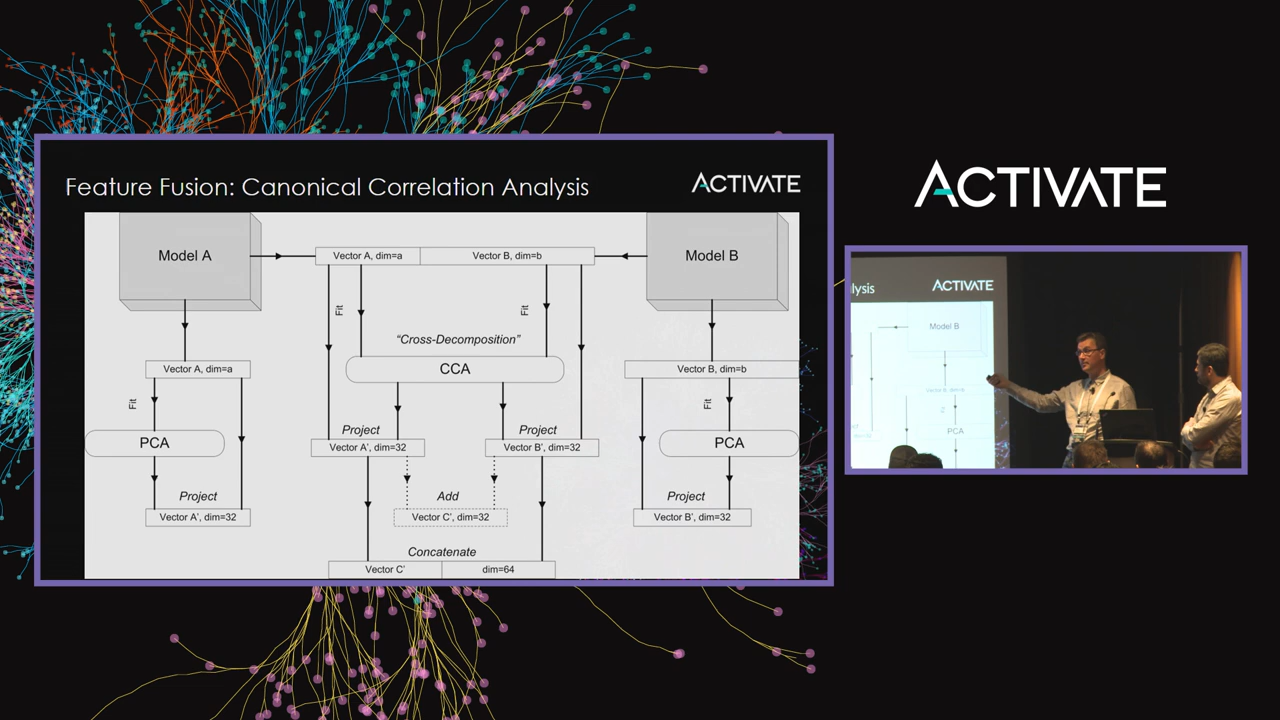 Feature Fusion: Canonical Correlation Analysis
ACTIVATE
Model A
Vector A, dim=a
Vector B, dim=b
Model B
Fit
Fit
"Cross-Decomposition"
CCA
Vector A, dim=a
Vector B, dim=b
Fit
Fit
PCA
PCA
Project
Project
Vector A', dim=32
Vector B', dim=32
Project
Add
Project
Vector A', dim=32
Vector C', dim=32
Vector B', dim=32
Concatenate
Vector C'
dim=64
ACTIVATE
lysis
ACTIVATE
Model B
PCA